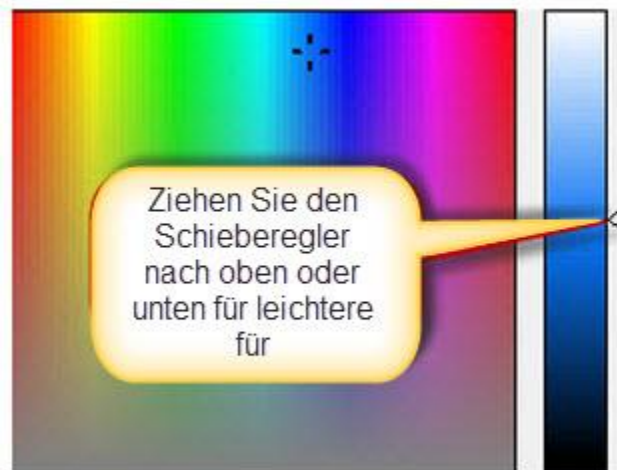 Ziehen Sie den
Schieberegler
nach oben oder
unten für leichtere
für